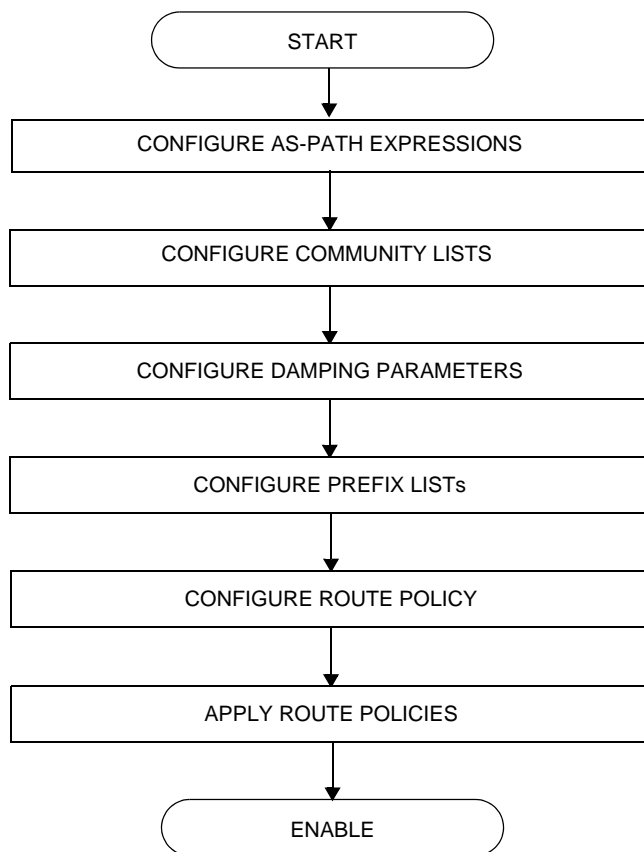 START
CONFIGURE AS-PATH EXPRESSIONS
CONFIGURE COMMUNITY LISTS
CONFIGURE DAMPING PARAMETERS
CONFIGURE PREFIX LISTs
CONFIGURE ROUTE POLICY
APPLY ROUTE POLICIES
ENABLE